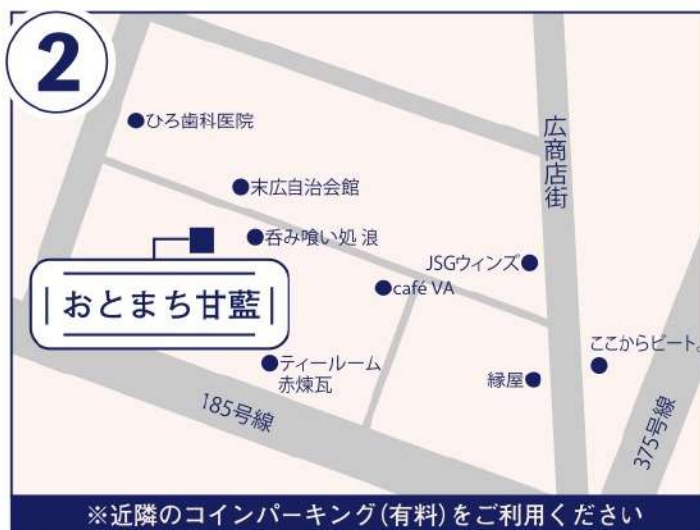 2
ひろ歯科医院
広商店街
末広自治会館
呑み喰い処 浪
JSGウィンズ
café VA
おとまち甘藍
ここからビート。
ティールーム
赤煉瓦
縁屋
185号線
375号線
※近隣のコインパーキング(有料)をご利用ください